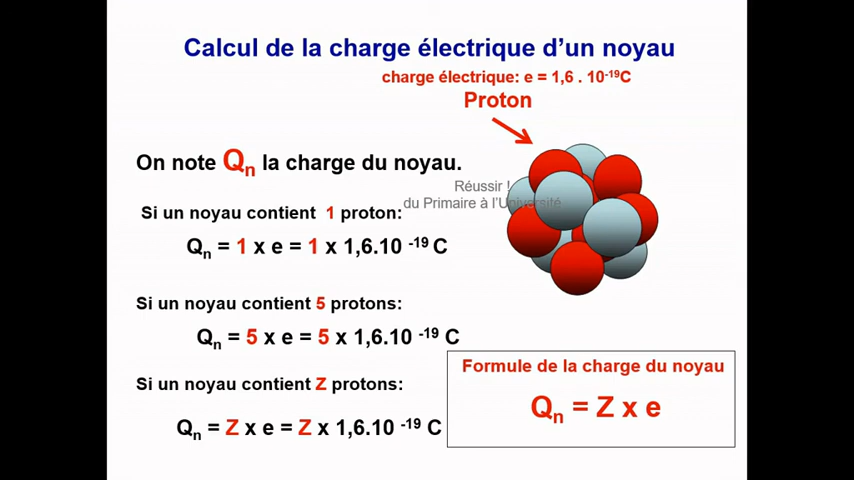 Calcul de la charge électrique d'un noyau
charge électrique: e = 1,6 . 10⁻¹⁹C
Proton
On note Qₙ la charge du noyau.
Réussir !
du Primaire à l'Université
Si un noyau contient 1 proton:
Qₙ = 1 x e = 1 x 1,6.10 ⁻¹⁹ C
Si un noyau contient 5 protons:
Qₙ = 5 x e = 5 x 1,6.10 ⁻¹⁹ C
Formule de la charge du noyau
Si un noyau contient Z protons:
Qₙ = Z x e
Qₙ = Z x e = Z x 1,6.10 ⁻¹⁹ C